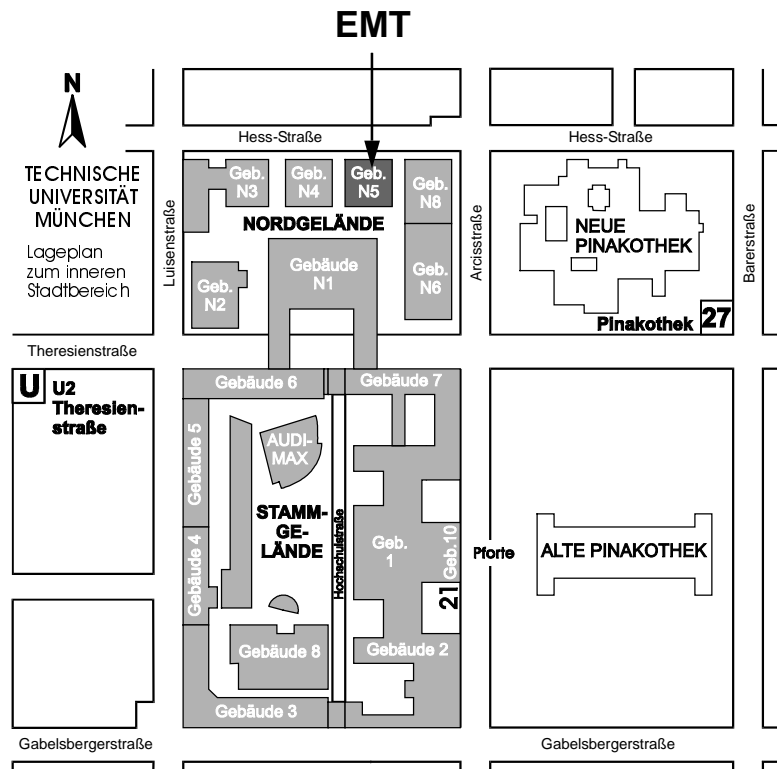 EMT
N
Hess-Straße
Hess-Straße
TECHNISCHE
UNIVERSITÄT
MÜNCHEN
Lageplan
zum inneren
Stadtbereich
Luisenstraße
Geb.
N3
Geb.
N4
Geb.
N5
Geb.
N8
NORDGELÄNDE
Gebäude
N1
Geb.
N2
Geb.
N6
Arcisstraße
NEUE
PINAKOTHEK
Barerstraße
Pinakothek
27
Theresienstraße
U
U2
Theresien-
straße
Gebäude 6
Gebäude 7
Gebäude 5
AUDI-
MAX
STAMM-
GE-
LÄNDE
Hochschulstraße
Geb.
1
Geb.10
Pforte
ALTE PINAKOTHEK
Gebäude 4
21
Gebäude 8
Gebäude 2
Gebäude 3
Gabelsbergerstraße
Gabelsbergerstraße